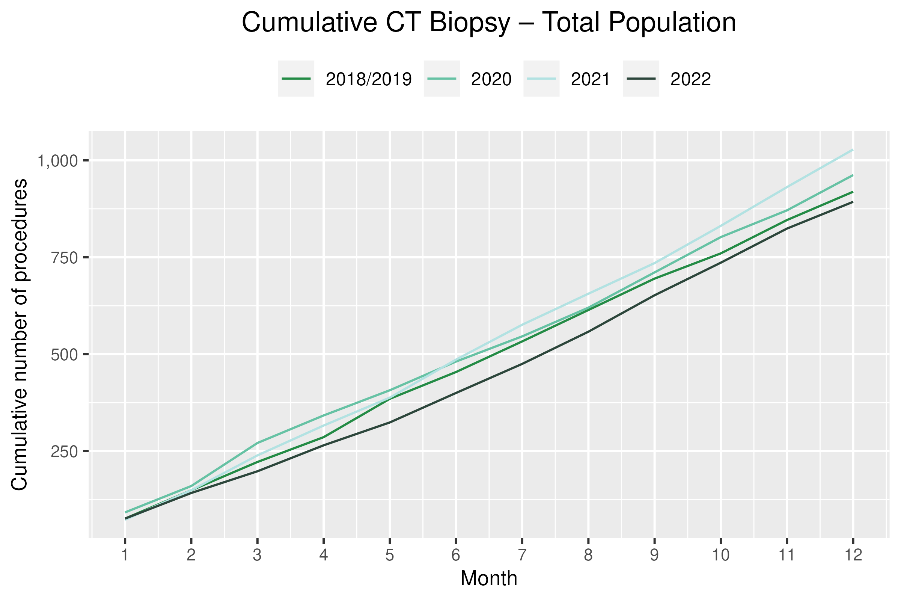 Cumulative CT Biopsy – Total Population
2018/2019 2020 2021 2022
Cumulative number of procedures
1,000
750
500
250
1 2 3 4 5 6 7 8 9 10 11 12
Month